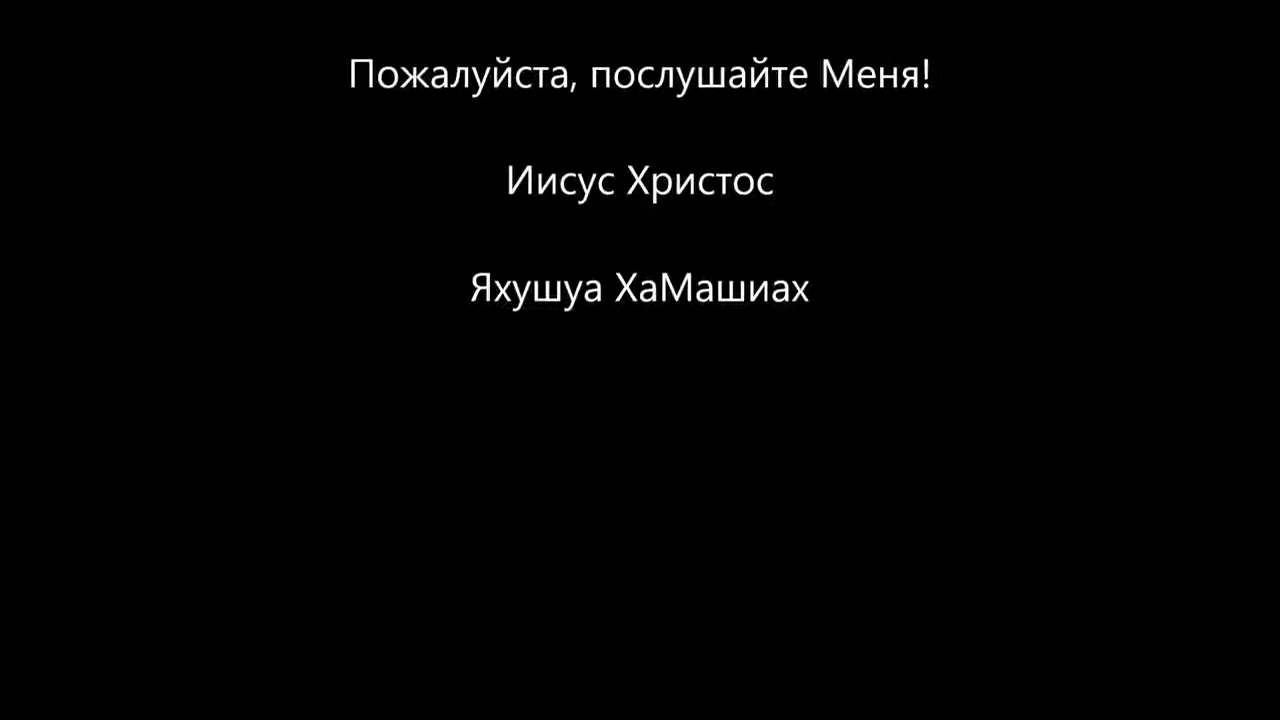 Пожалуйста, послушайте Меня!
Иисус Христос
Яхушуа ХаМашиах